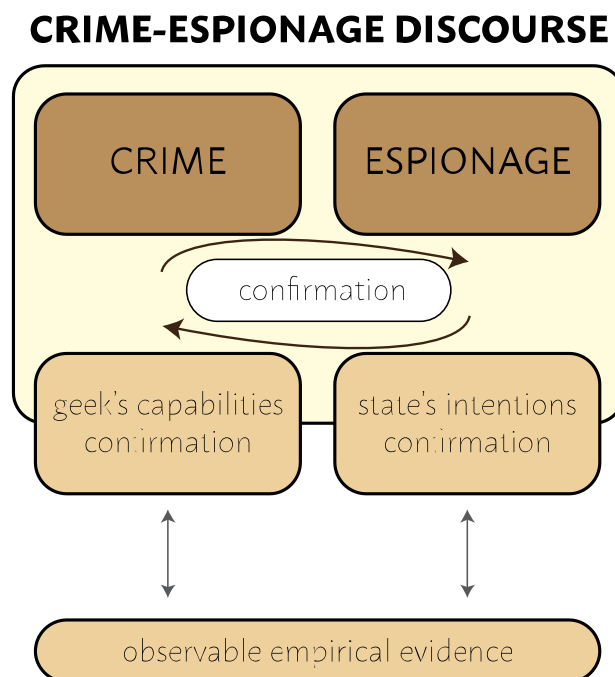 CRIME-ESPIONAGE DISCOURSE
CRIME
ESPIONAGE
confirmation
geek's capabilities
confirmation
state's intentions
confirmation
observable empirical evidence